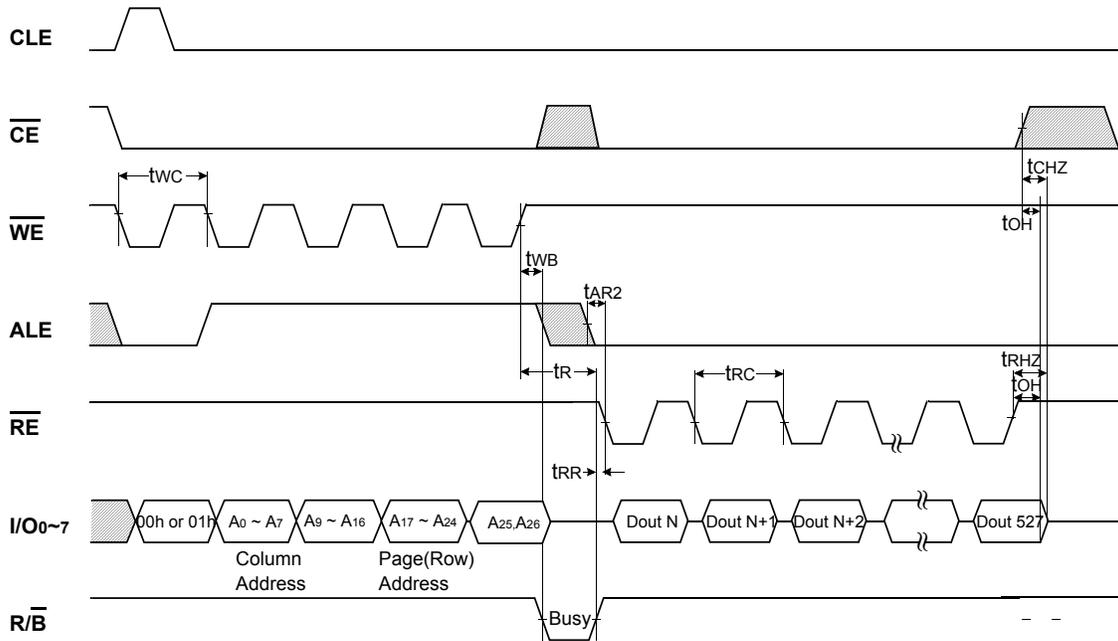 CLE
CE
tCHZ
tWC
WE
tOH
tWB
tAR2
ALE
tRHZ
tR
tRC
tOH
RE
tRR
I/O0~7
00h or 01h
A0 ~ A7
A9 ~ A16
A17 ~ A24
A25,A26
Dout N
Dout N+1
Dout N+2
Dout 527
Column
Address
Page(Row)
Address
R/B
Busy